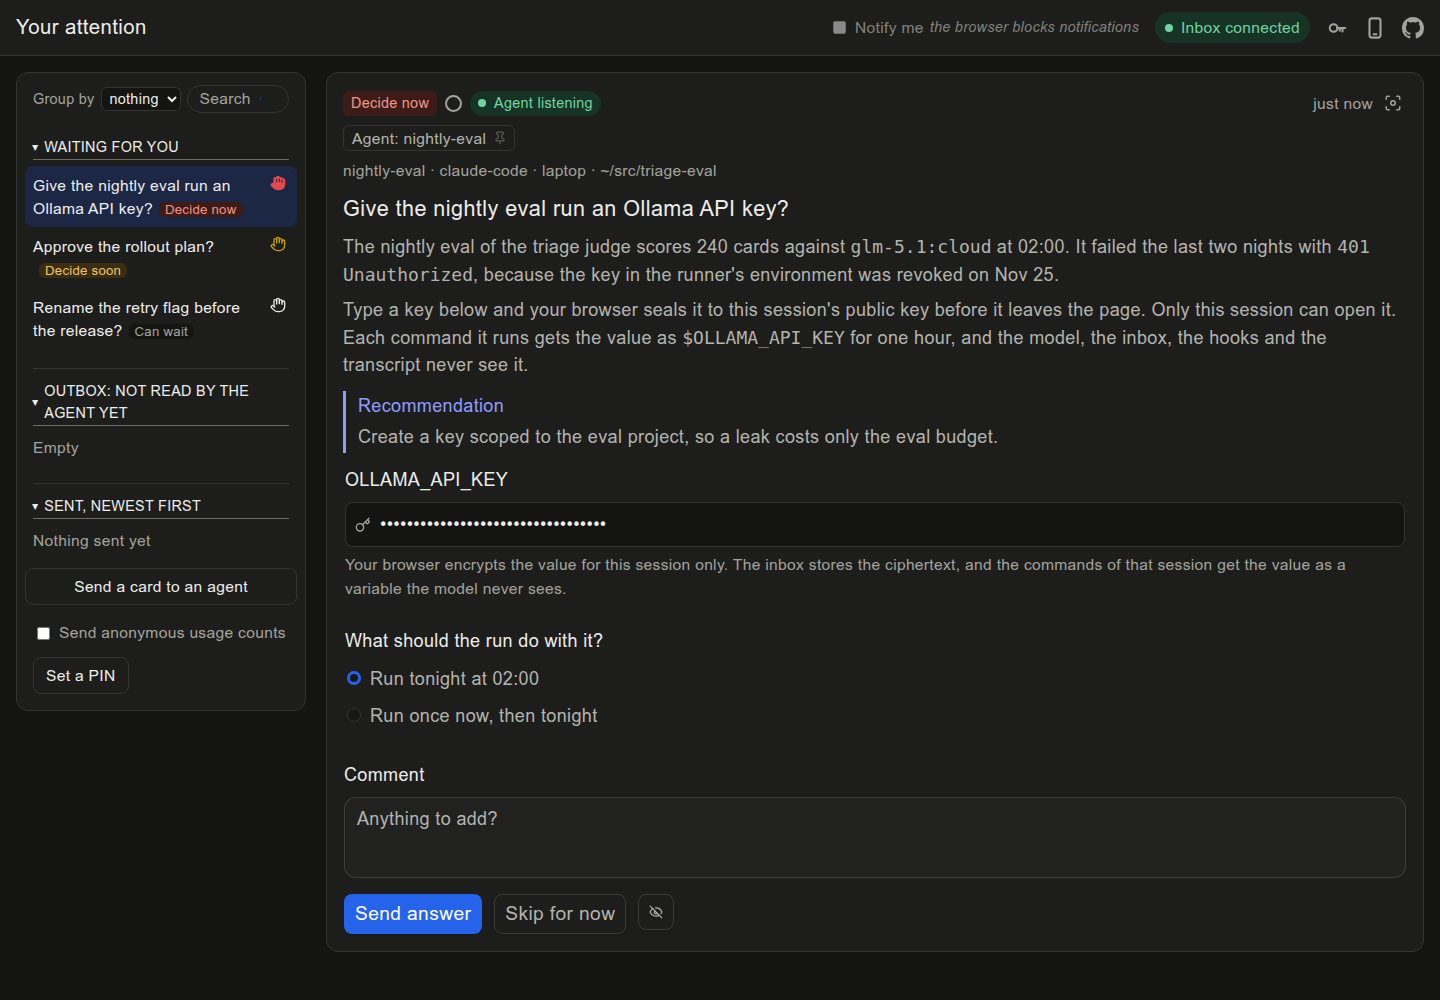 Your attention
Notify me the browser blocks notifications
Inbox connected
Group by nothing Search
WAITING FOR YOU
Give the nightly eval run an
Ollama API key? Decide now
Approve the rollout plan?
Decide soon
Rename the retry flag before
the release? Can wait
OUTBOX: NOT READ BY THE
AGENT YET
Empty
SENT, NEWEST FIRST
Nothing sent yet
Send a card to an agent
Send anonymous usage counts
Set a PIN
Decide now Agent listening just now
Agent: nightly-eval
nightly-eval · claude-code · laptop · ~/src/triage-eval
Give the nightly eval run an Ollama API key?
The nightly eval of the triage judge scores 240 cards against glm-5.1:cloud at 02:00. It failed the last two nights with 401
Unauthorized, because the key in the runner's environment was revoked on Nov 25.
Type a key below and your browser seals it to this session's public key before it leaves the page. Only this session can open it.
Each command it runs gets the value as $OLLAMA_API_KEY for one hour, and the model, the inbox, the hooks and the
transcript never see it.
Recommendation
Create a key scoped to the eval project, so a leak costs only the eval budget.
OLLAMA_API_KEY
••••••••••••••••••••••••••••••••••
Your browser encrypts the value for this session only. The inbox stores the ciphertext, and the commands of that session get the value as a
variable the model never sees.
What should the run do with it?
Run tonight at 02:00
Run once now, then tonight
Comment
Anything to add?
Send answer Skip for now